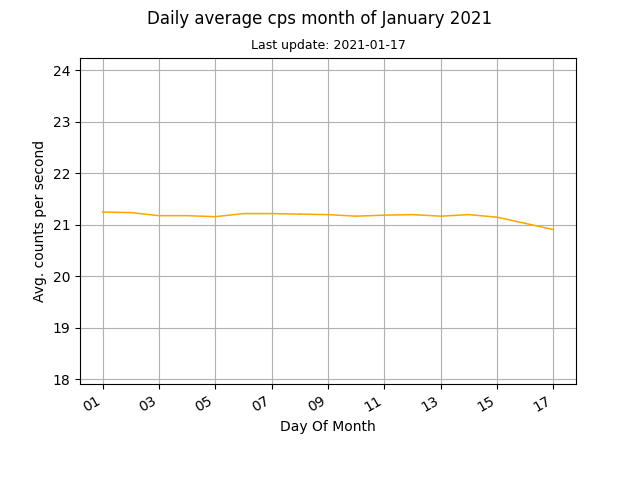 Daily average cps month of January 2021
Last update: 2021-01-17
24
23
22
21
20
19
18
Avg. counts per second
01 03 05 07 09 11 13 15 17
Day Of Month